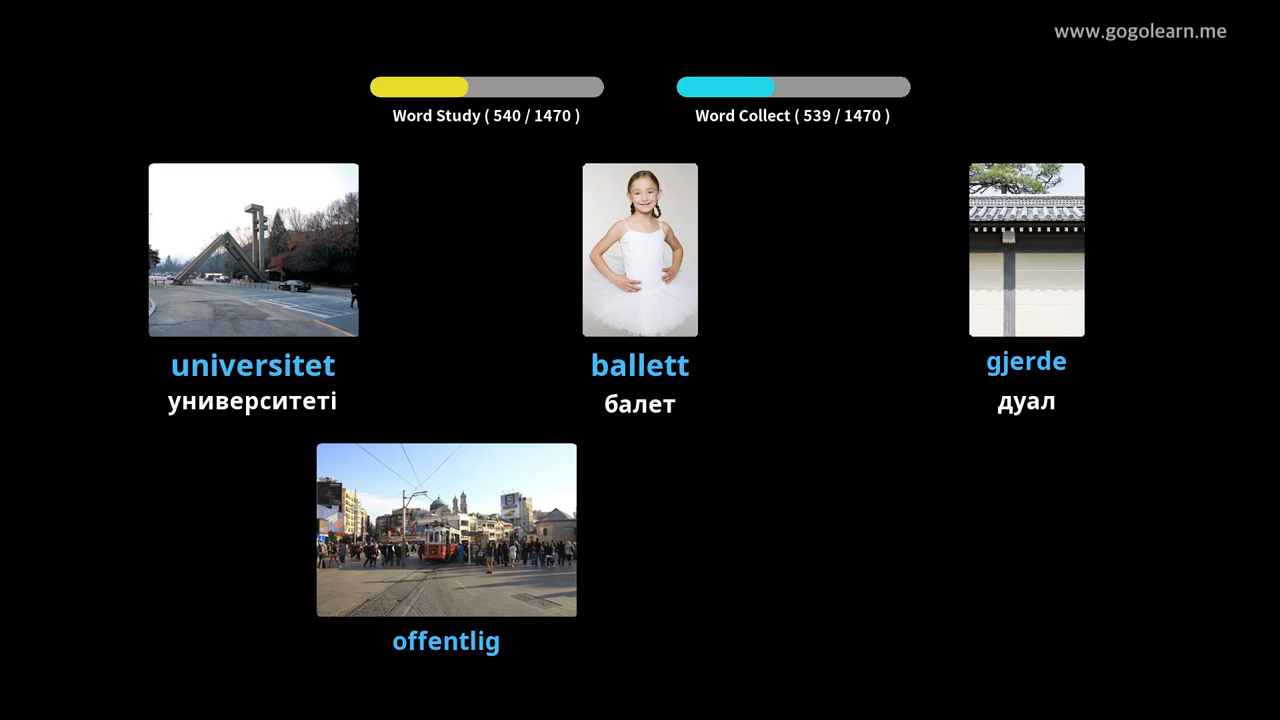 www.gogolearn.me
Word Study ( 540 / 1470 )
Word Collect ( 539 / 1470 )
universitet
университеті
ballett
балет
gjerde
дуал
offentlig